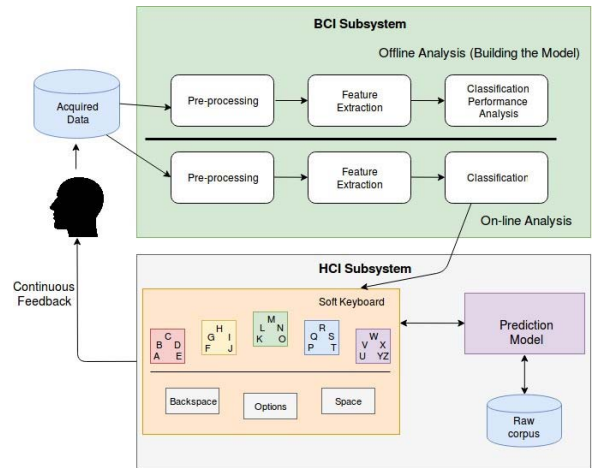 BCI Subsystem
Offline Analysis (Building the Model)
Acquired
Data
Pre-processing
Feature
Extraction
Classification
Performance
Analysis
Pre-processing
Feature
Extraction
Classification
On-line Analysis
Continuous
Feedback
HCI Subsystem
Soft Keyboard
C
B D
A E
H
G I
F J
M
L N
K O
R
Q S
P T
W
V X
U YZ
Backspace
Options
Space
Prediction
Model
Raw
corpus